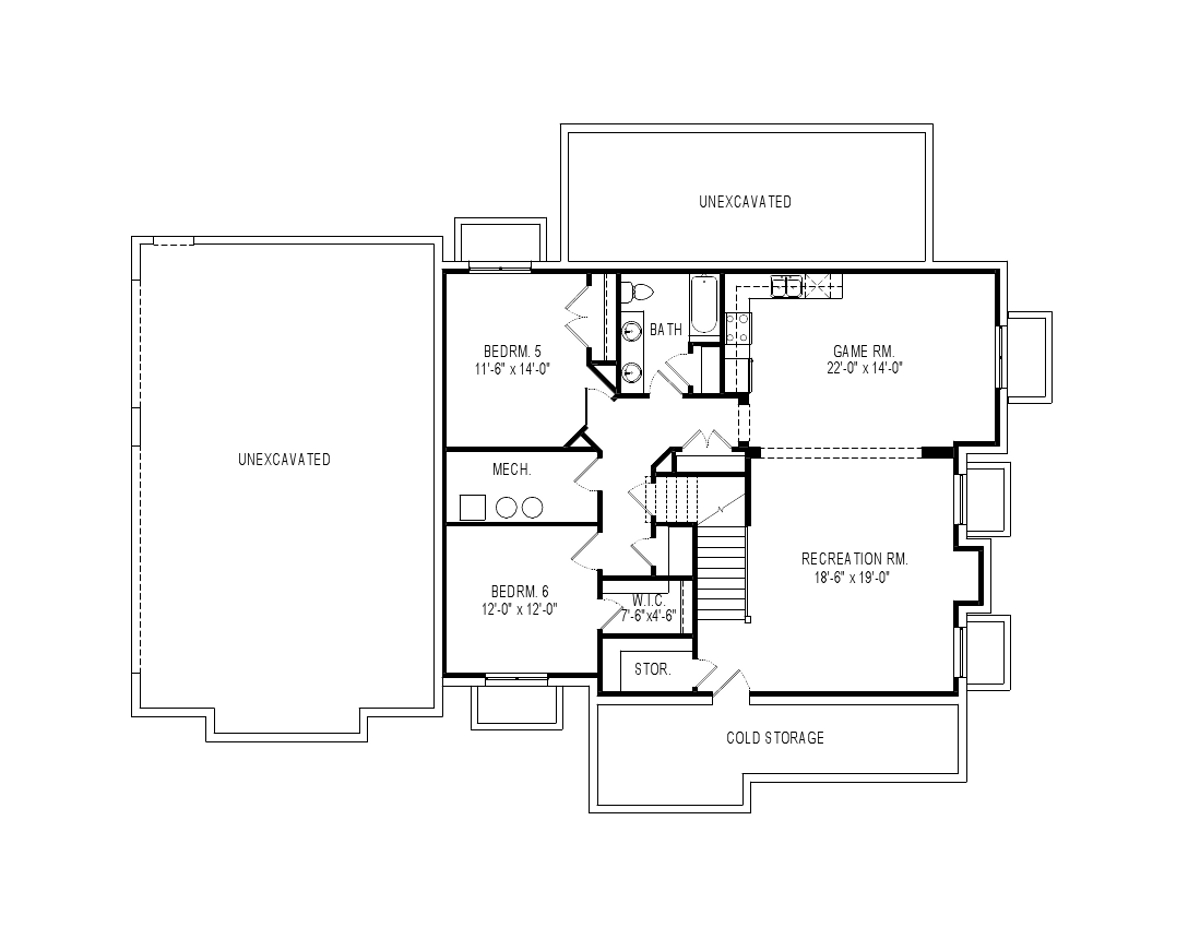 UNEXCAVATED
BEDRM. 5
11'-6" x 14'-0"
BATH
GAME RM.
22'-0" x 14'-0"
UNEXCAVATED
MECH.
RECREATION RM.
18'-6" x 19'-0"
BEDRM. 6
12'-0" x 12'-0"
W.I.C.
7'-6"x4'-6"
STOR.
COLD STORAGE